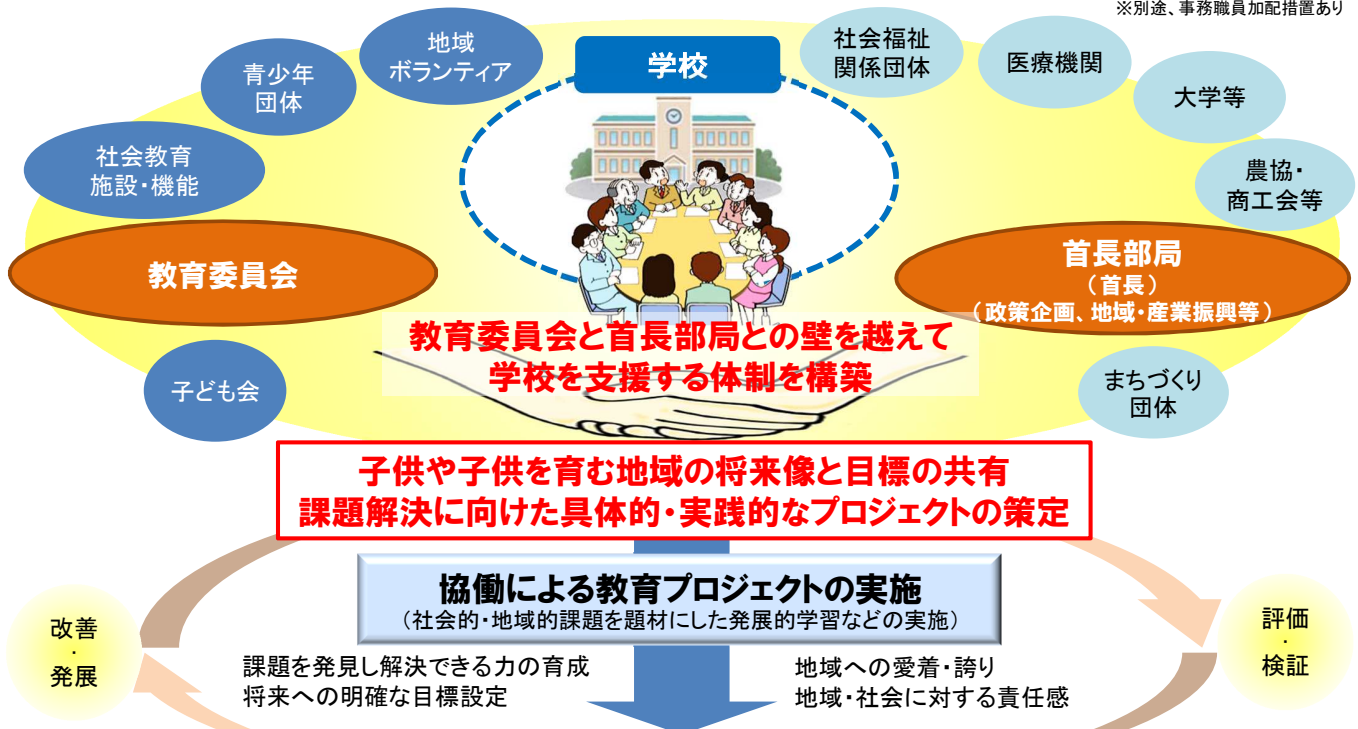 ※別途、事務職員加配措置あり
地域
ボランティア
学校
社会福祉
関係団体
医療機関
青少年
団体
大学等
社会教育
施設・機能
農協・
商工会等
教育委員会
首長部局
(首長)
(政策企画、地域・産業振興等)
教育委員会と首長部局との壁を越えて
学校を支援する体制を構築
子ども会
まちづくり
団体
子供や子供を育む地域の将来像と目標の共有
課題解決に向けた具体的・実践的なプロジェクトの策定
協働による教育プロジェクトの実施
(社会的・地域的課題を題材にした発展的学習などの実施)
改善
・
発展
評価
・
検証
課題を発見し解決できる力の育成
将来への明確な目標設定
地域への愛着・誇り
地域・社会に対する責任感